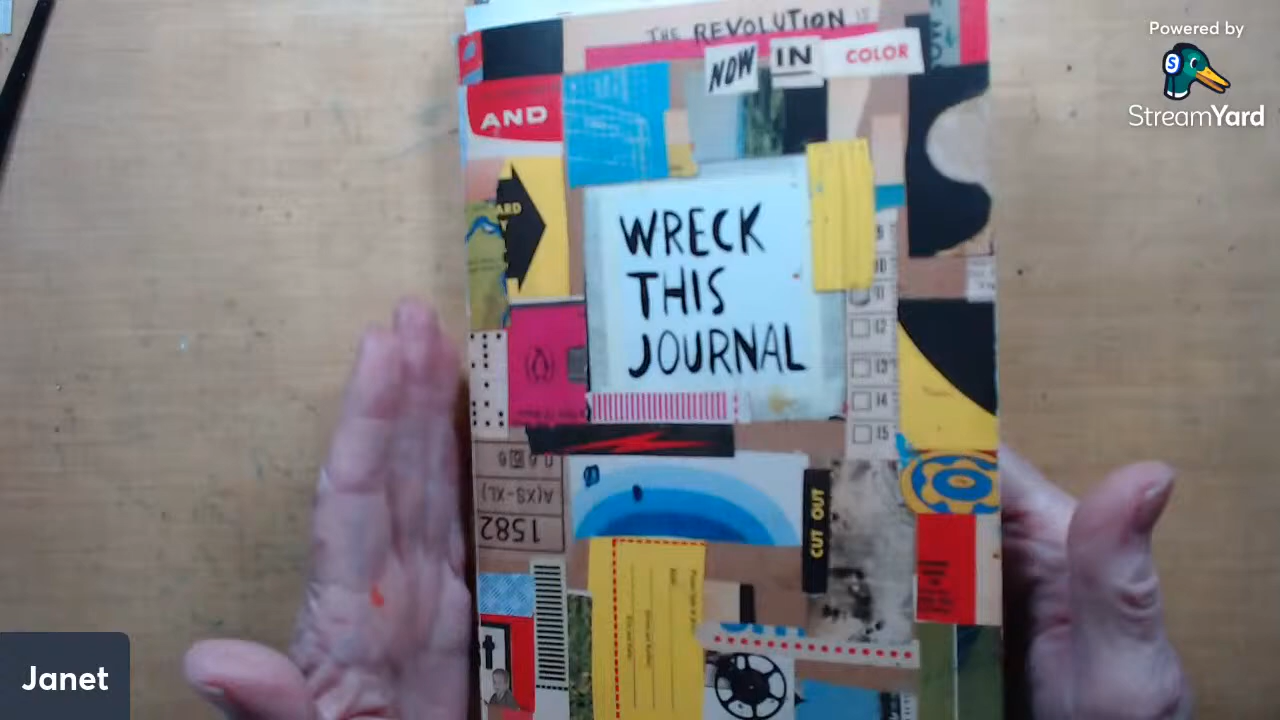 Powered by
StreamYard
THE REVOLUTION IS
NOW IN COLOR
AND
ARD
WRECK
THIS
JOURNAL
10
11
12
13
14
15
A(XS-XL)
1582
CUT OUT
Janet